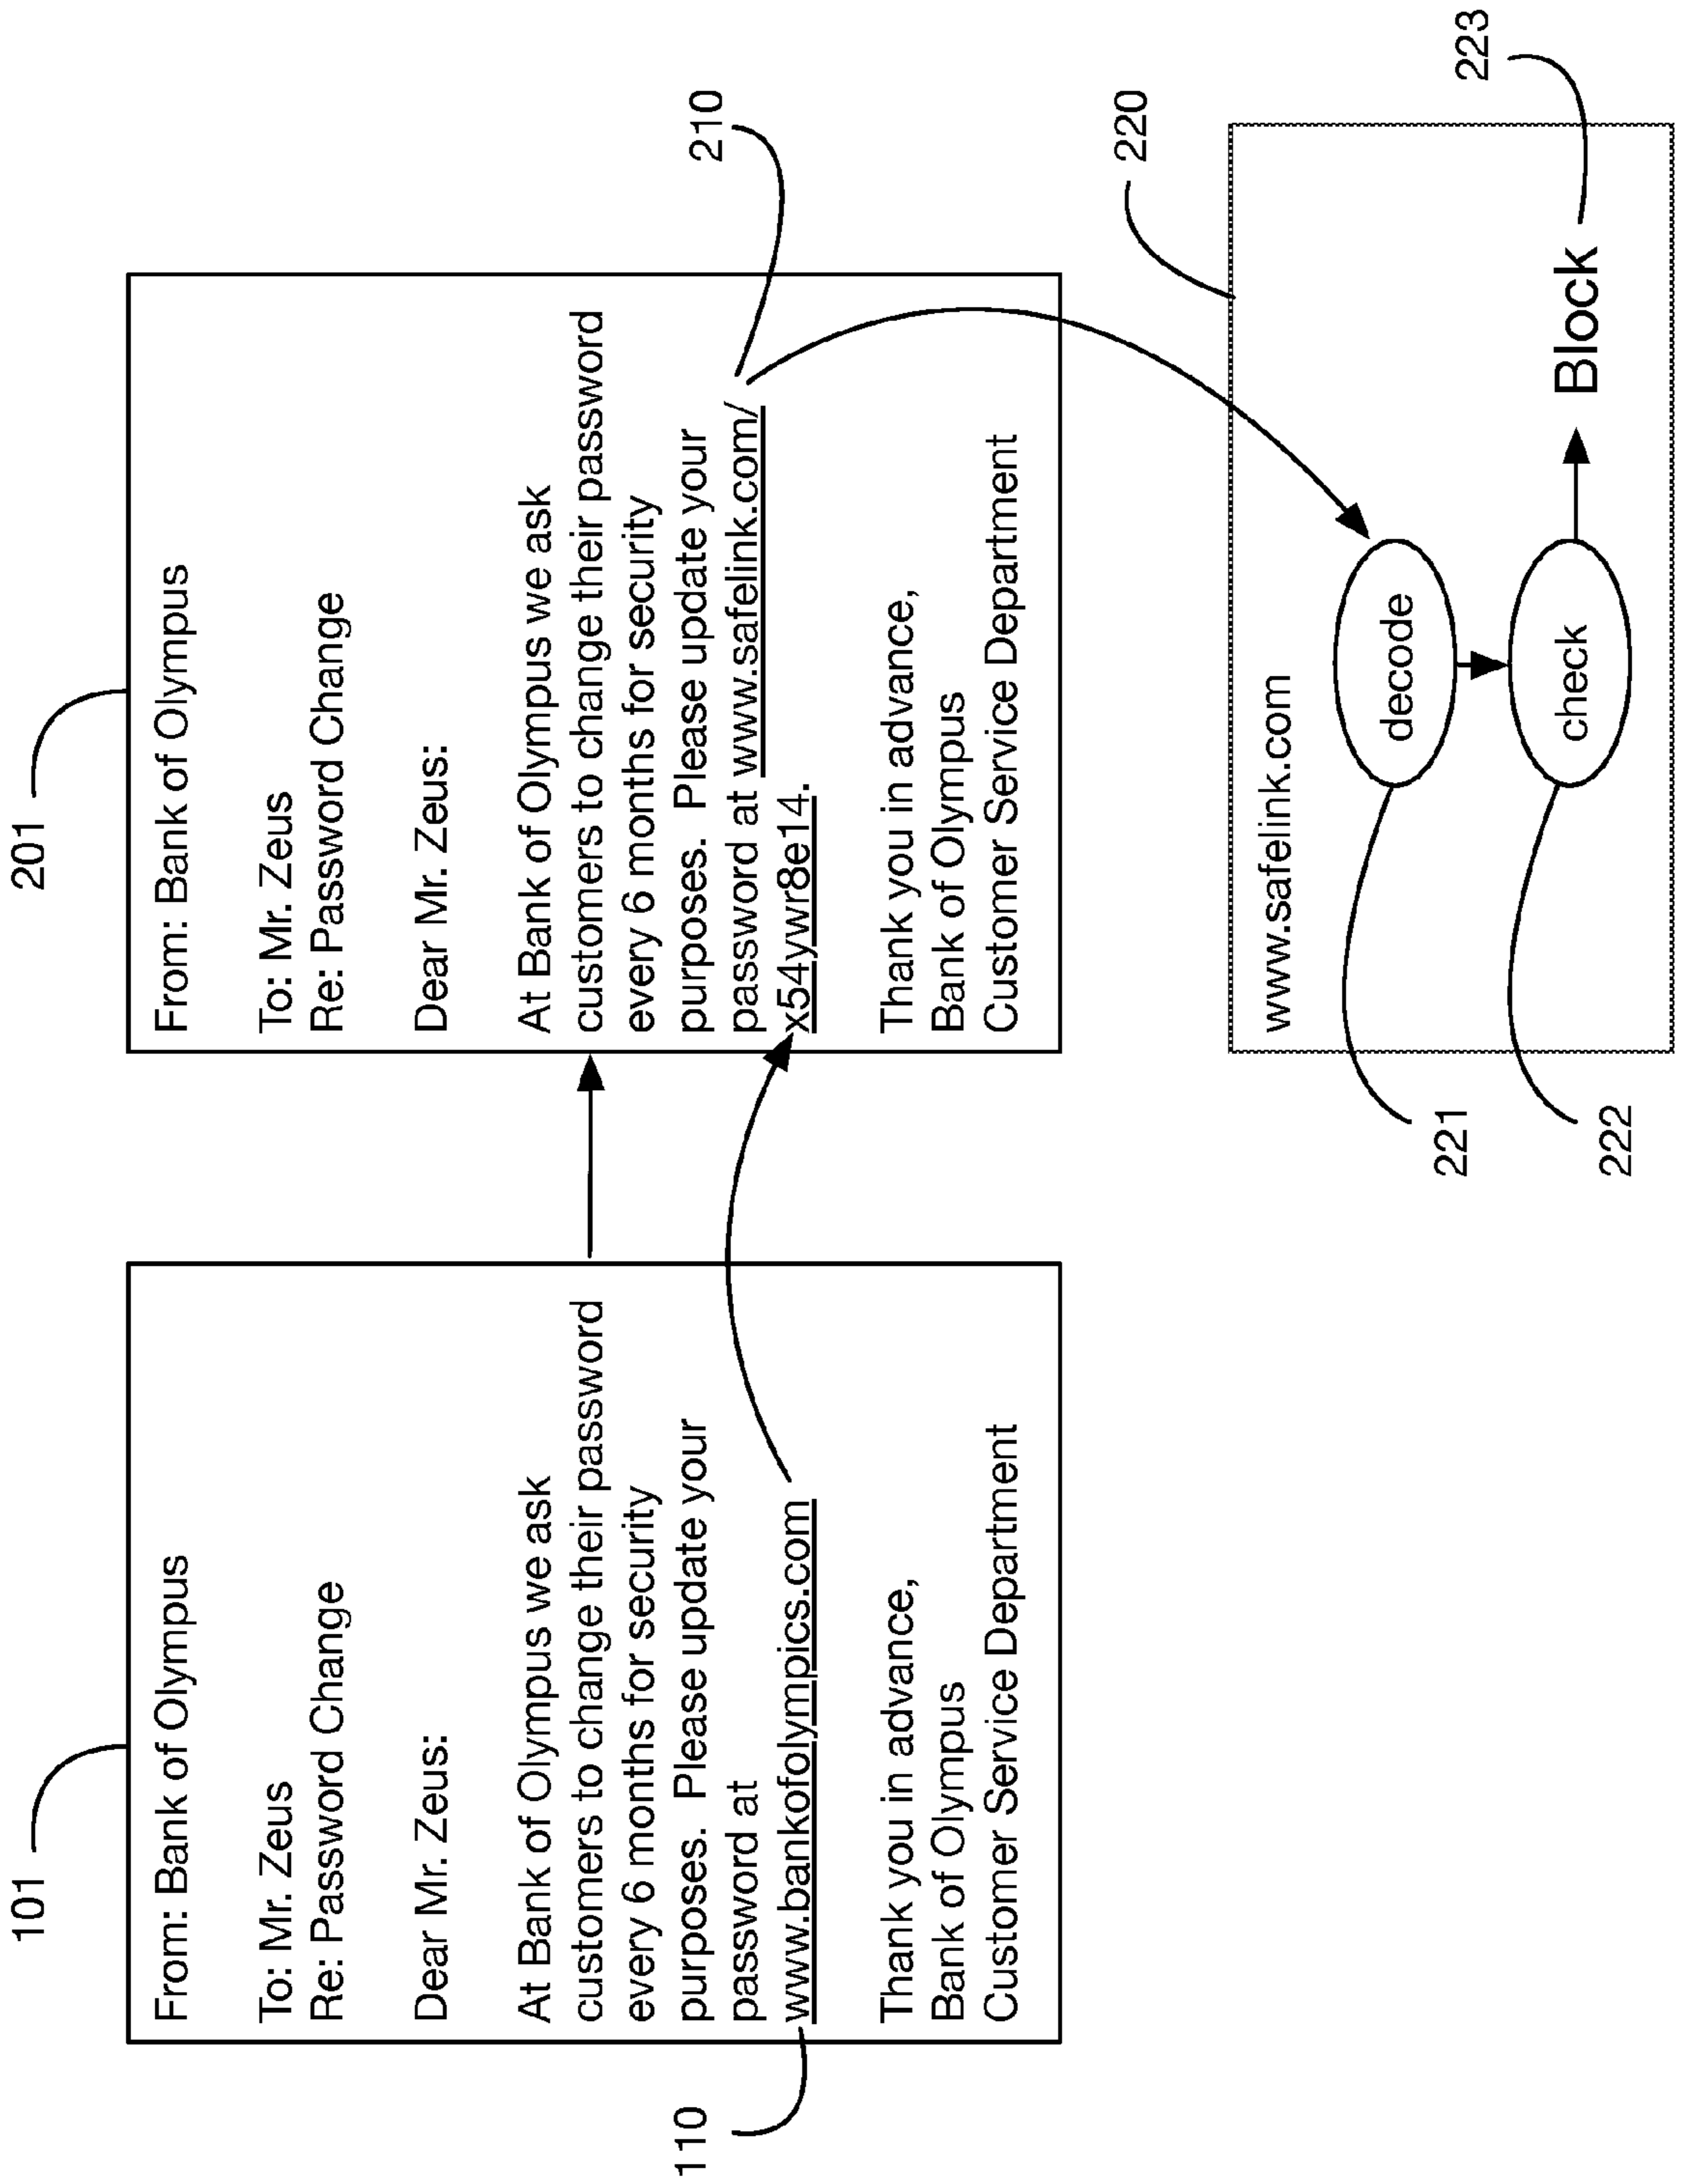 101
From: Bank of Olympus
To: Mr. Zeus
Re: Password Change
Dear Mr. Zeus:
At Bank of Olympus we ask
customers to change their password
every 6 months for security
purposes. Please update your
password at
www.bankofolympics.com
Thank you in advance,
Bank of Olympus
Customer Service Department
110
201
From: Bank of Olympus
To: Mr. Zeus
Re: Password Change
Dear Mr. Zeus:
At Bank of Olympus we ask
customers to change their password
every 6 months for security
purposes. Please update your
password at www.safelink.com/
x54ywr8e14.
Thank you in advance,
Bank of Olympus
Customer Service Department
210
220
www.safelink.com
decode
check
Block
221
222
223